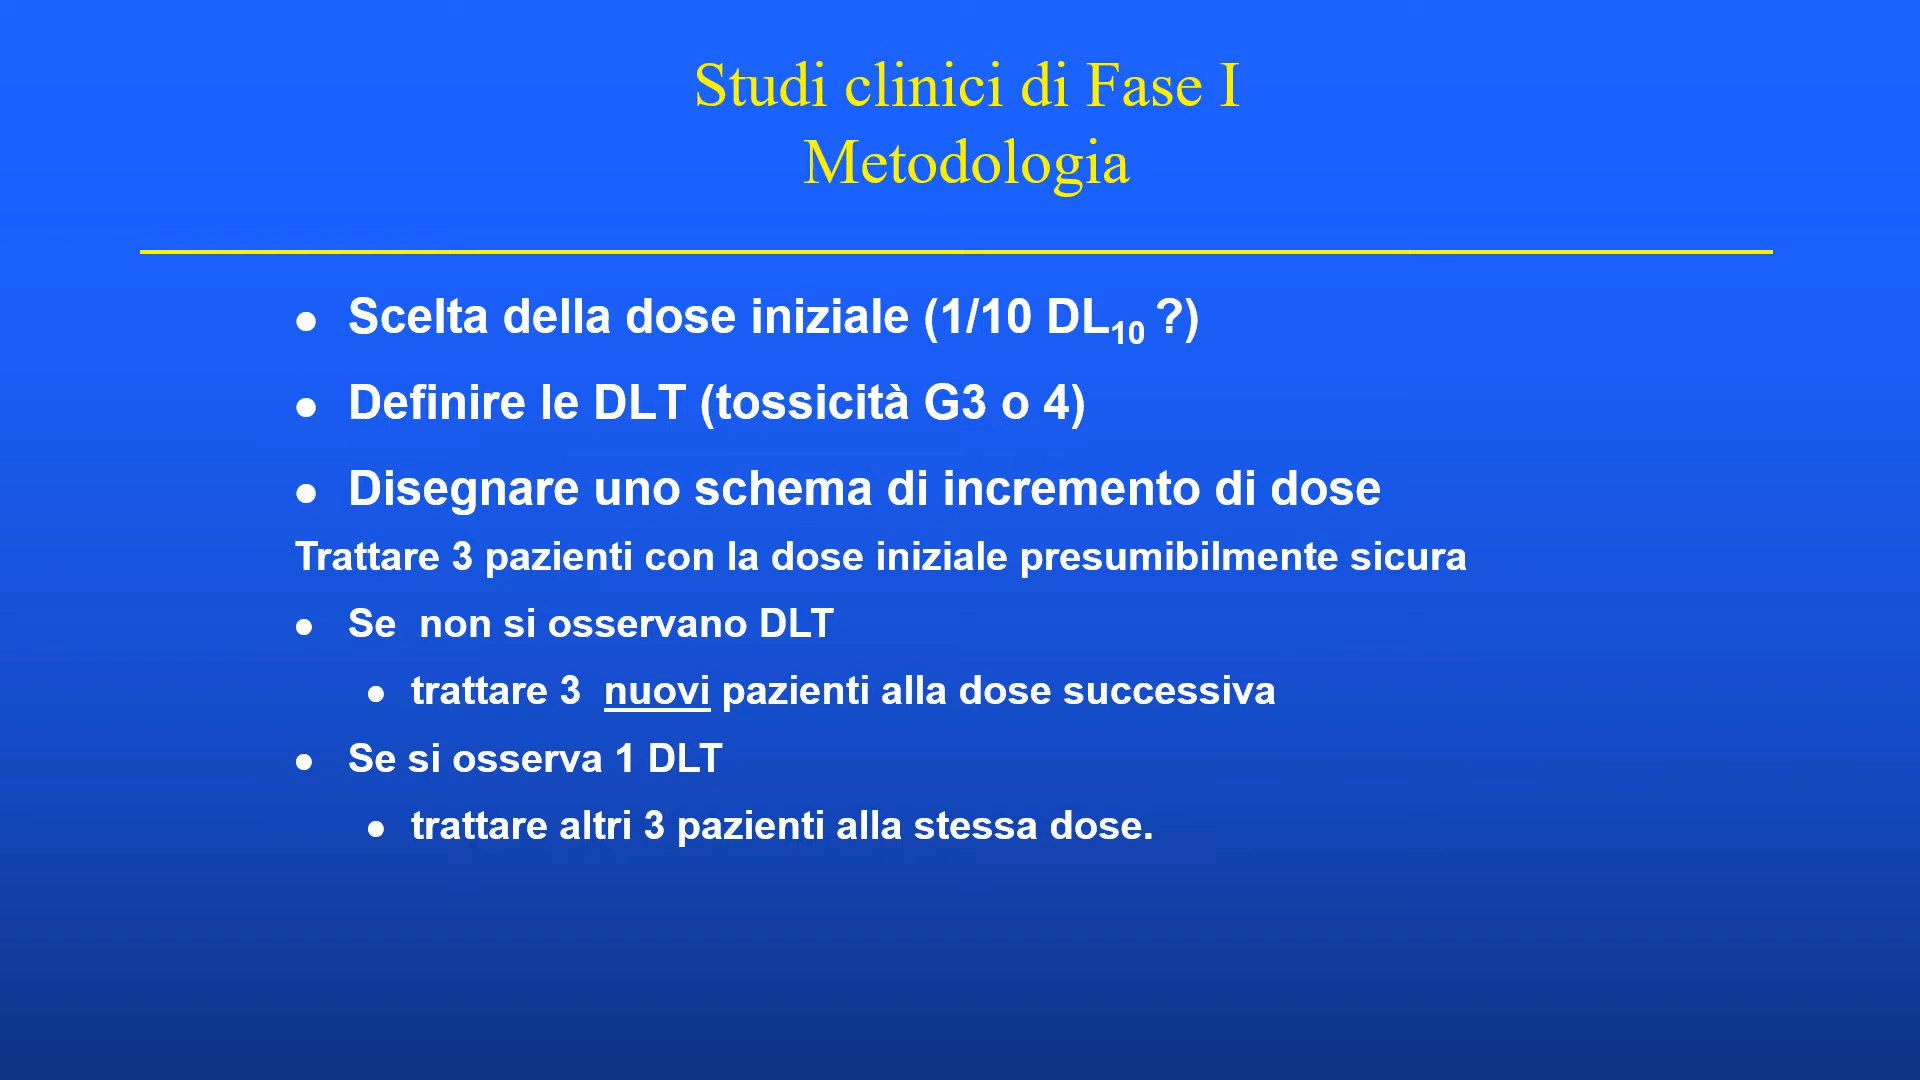 Studi clinici di Fase I
Metodologia
● Scelta della dose iniziale (1/10 DL10 ?)
● Definire le DLT (tossicità G3 o 4)
● Disegnare uno schema di incremento di dose
Trattare 3 pazienti con la dose iniziale presumibilmente sicura
● Se  non si osservano DLT
● trattare 3  nuovi pazienti alla dose successiva
● Se si osserva 1 DLT
● trattare altri 3 pazienti alla stessa dose.